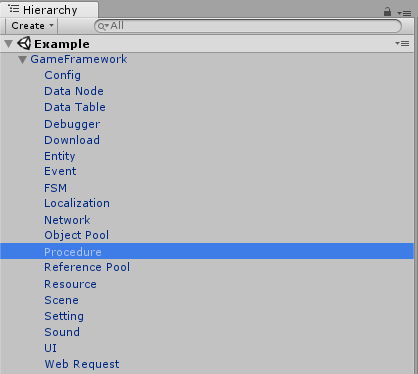 Hierarchy
Create All
Example
GameFramework
Config
Data Node
Data Table
Debugger
Download
Entity
Event
FSM
Localization
Network
Object Pool
Procedure
Reference Pool
Resource
Scene
Setting
Sound
UI
Web Request